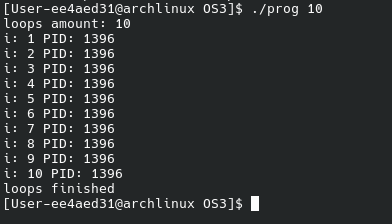 [User-ee4aed31@archlinux OS3]$ ./prog 10
loops amount: 10
i: 1 PID: 1396
i: 2 PID: 1396
i: 3 PID: 1396
i: 4 PID: 1396
i: 5 PID: 1396
i: 6 PID: 1396
i: 7 PID: 1396
i: 8 PID: 1396
i: 9 PID: 1396
i: 10 PID: 1396
loops finished
[User-ee4aed31@archlinux OS3]$